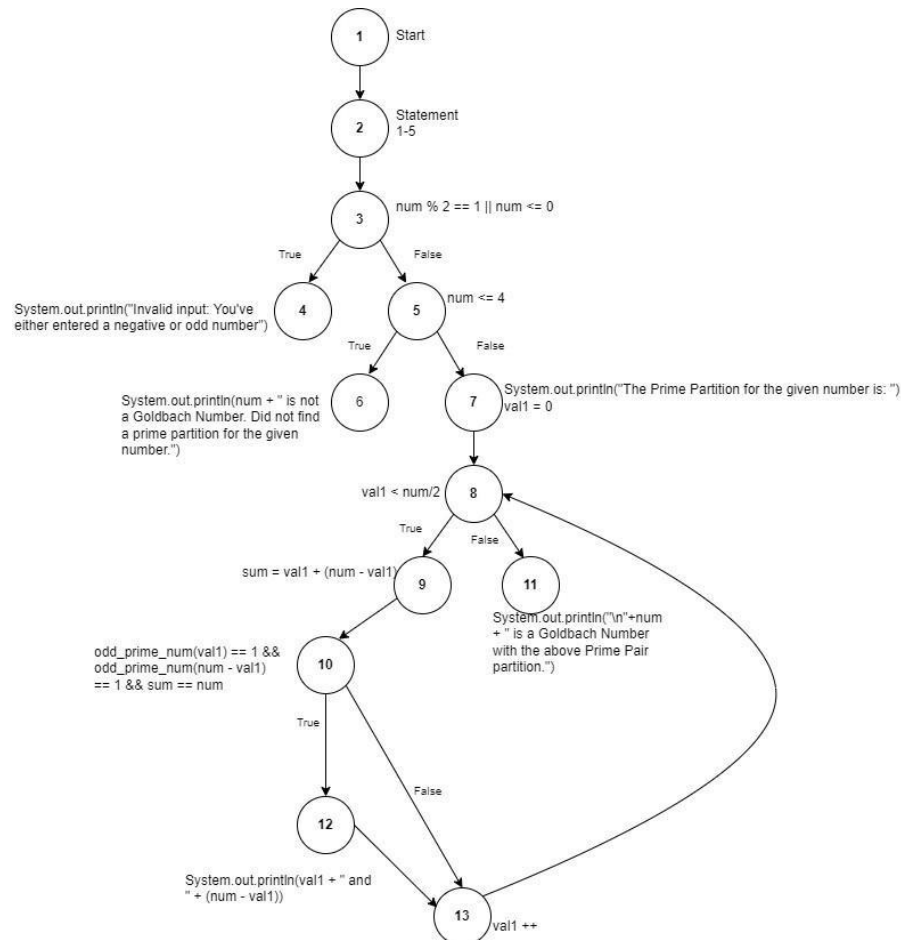 1
Start
2
Statement
1-5
3
num % 2 == 1 || num <= 0
True
False
System.out.println("Invalid input: You've
either entered a negative or odd number")
4
5
num <= 4
True
False
System.out.println(num + " is not
a Goldbach Number. Did not find
a prime partition for the given
number.")
6
7
System.out.println("The Prime Partition for the given number is: ")
val1 = 0
val1 < num/2
8
True
False
sum = val1 + (num - val1)
9
11
System.out.println("\n"+num
+ " is a Goldbach Number
with the above Prime Pair
partition.")
odd_prime_num(val1) == 1 &&
odd_prime_num(num - val1)
== 1 && sum == num
10
True
False
12
System.out.println(val1 + " and
" + (num - val1))
13
val1 ++